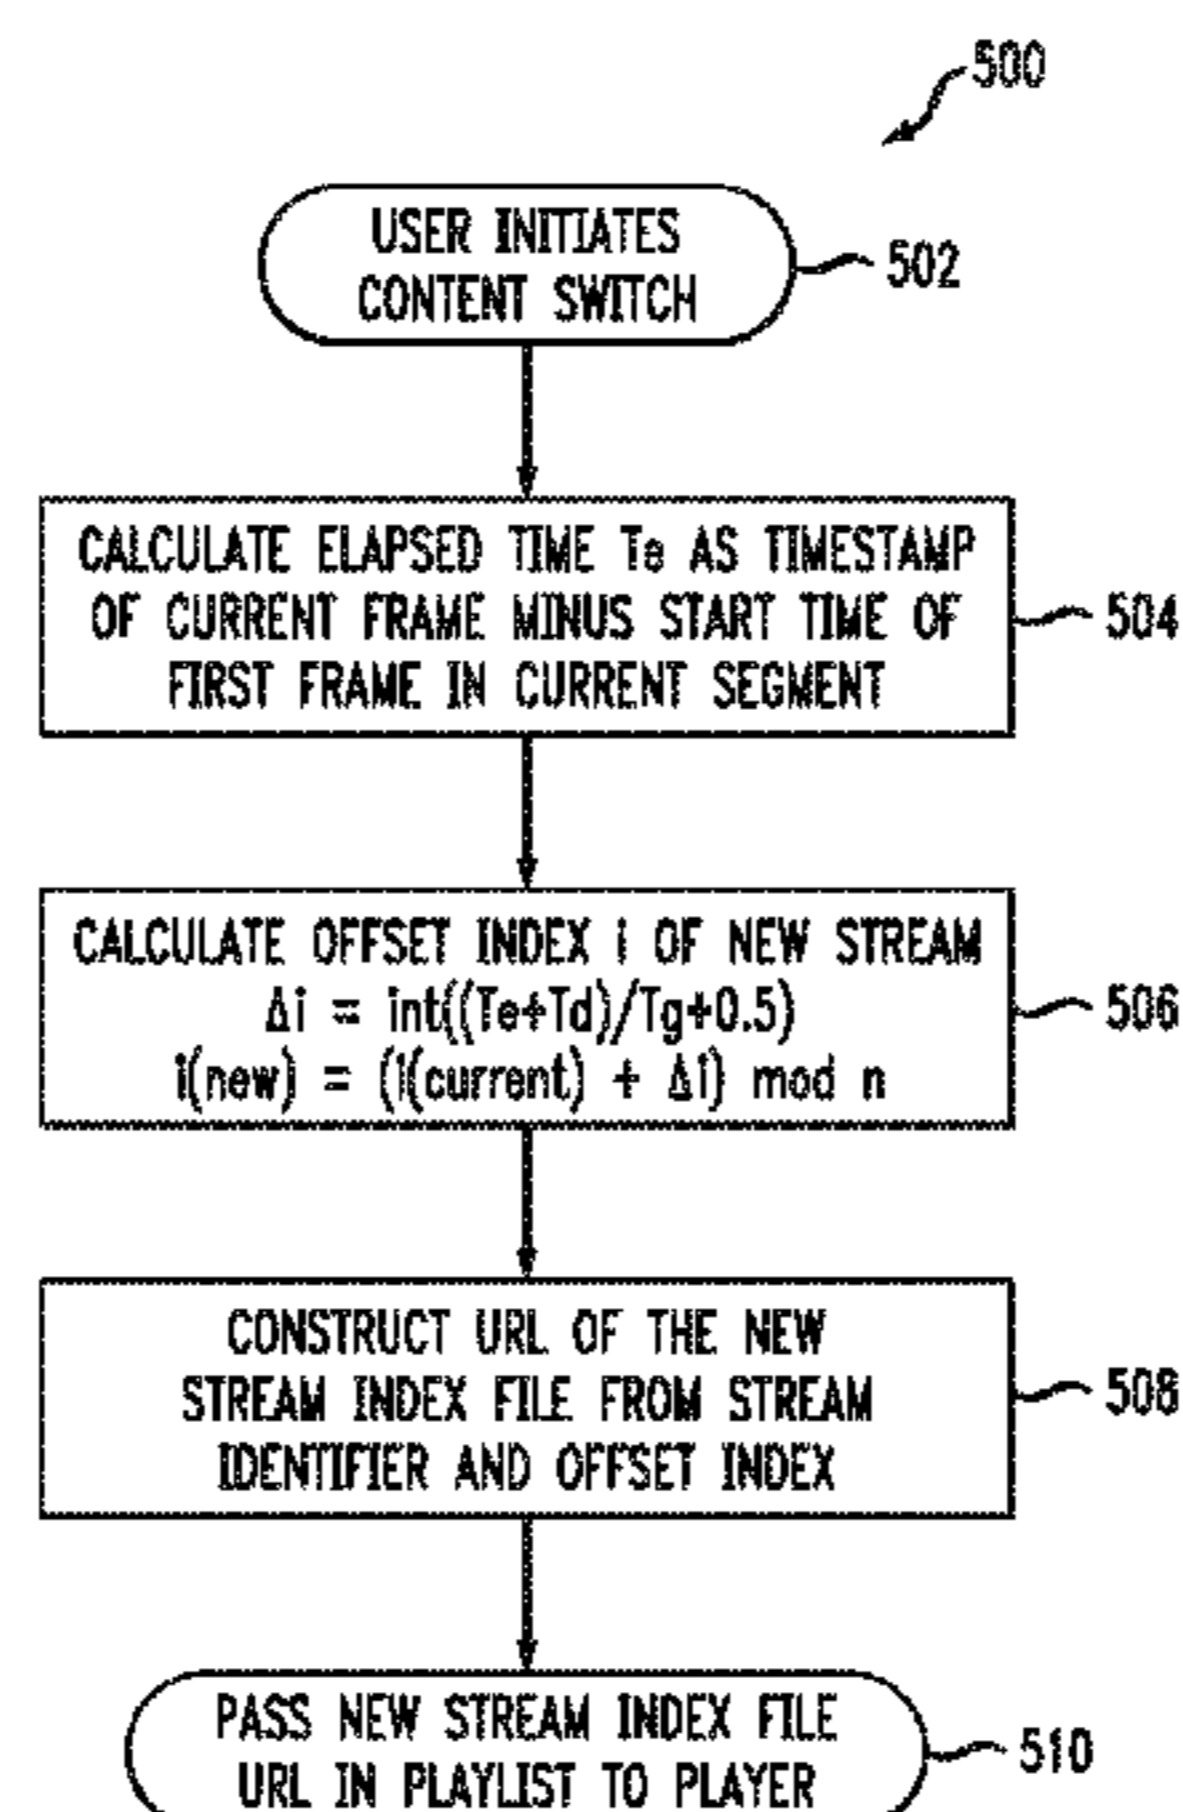 500
USER INITIATES
CONTENT SWITCH
502
CALCULATE ELAPSED TIME Te AS TIMESTAMP
OF CURRENT FRAME MINUS START TIME OF
FIRST FRAME IN CURRENT SEGMENT
504
CALCULATE OFFSET INDEX i OF NEW STREAM
Δi = int((Te+Td)/Tg+0.5)
i(new) = (i(current) + Δi) mod n
506
CONSTRUCT URL OF THE NEW
STREAM INDEX FILE FROM STREAM
IDENTIFIER AND OFFSET INDEX
508
PASS NEW STREAM INDEX FILE
URL IN PLAYLIST TO PLAYER
510